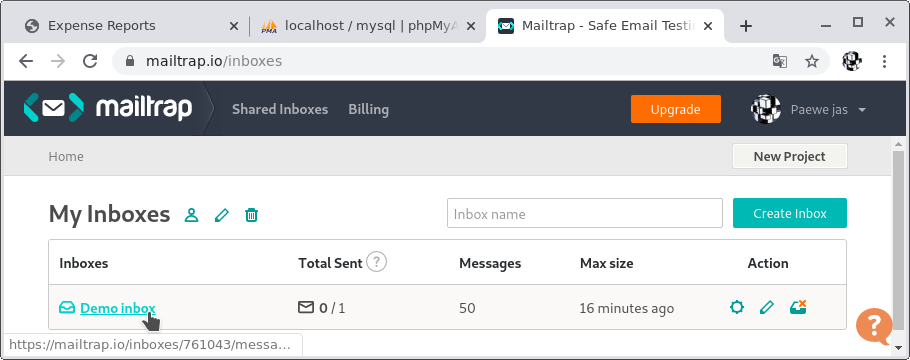 Expense Reports
localhost / mysql | phpMyA
Mailtrap - Safe Email Testi
mailtrap.io/inboxes
mailtrap
Shared Inboxes
Billing
Upgrade
Paewe jas
Home
New Project
My Inboxes
Inbox name
Create Inbox
Inboxes
Total Sent ?
Messages
Max size
Action
Demo inbox
0 / 1
50
16 minutes ago
?
https://mailtrap.io/inboxes/761043/messa...